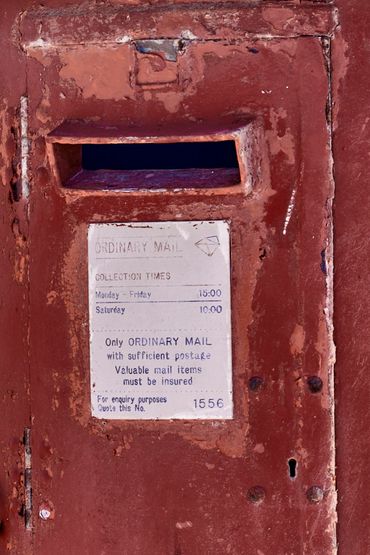 ORDINARY MAIL
COLLECTION TIMES
Monday - Friday 15:00
Saturday 10:00
Only ORDINARY MAIL
with sufficient postage
Valuable mail items
must be insured
For enquiry purposes
Quote this No. 1556